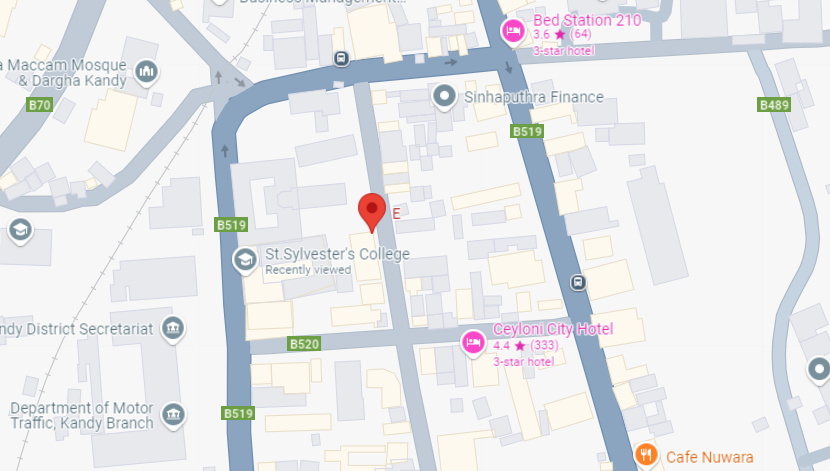 Business Management...
Bed Station 210
3.6 ★ (64)
3-star hotel
a Maccam Mosque
& Dargha Kandy
B70
Sinhaputhra Finance
B489
B519
E
B519
St.Sylvester's College
Recently viewed
ndy District Secretariat
Ceyloni City Hotel
4.4 ★ (333)
3-star hotel
B520
Department of Motor
Traffic, Kandy Branch
B519
Cafe Nuwara